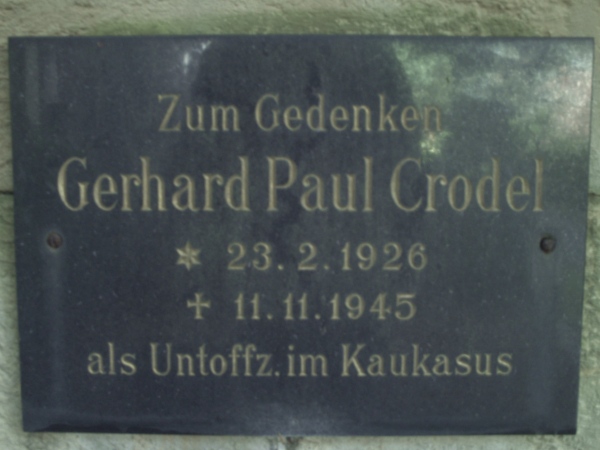 Zum Gedenken
Gerhard Paul Crodel
* 23. 2. 1926
✝ 11. 11. 1945
als Untoffz. im Kaukasus